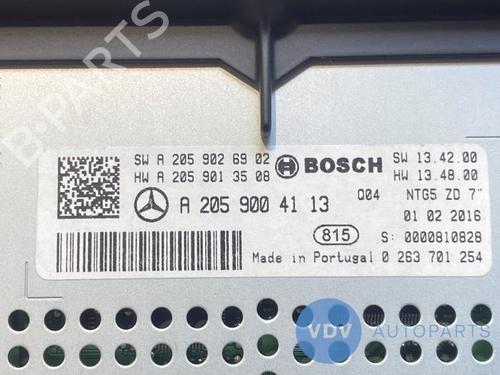 SW A 205 902 69 02
HW A 205 901 35 08
BOSCH
SW 13.42.00
HW 13.48.00
A 205 900 41 13
Q04
NTG5 ZD 7"
01 02 2016
815
S: 0000810828
Made in Portugal 0 263 701 254
B-PARTS
VDV AUTOPARTS